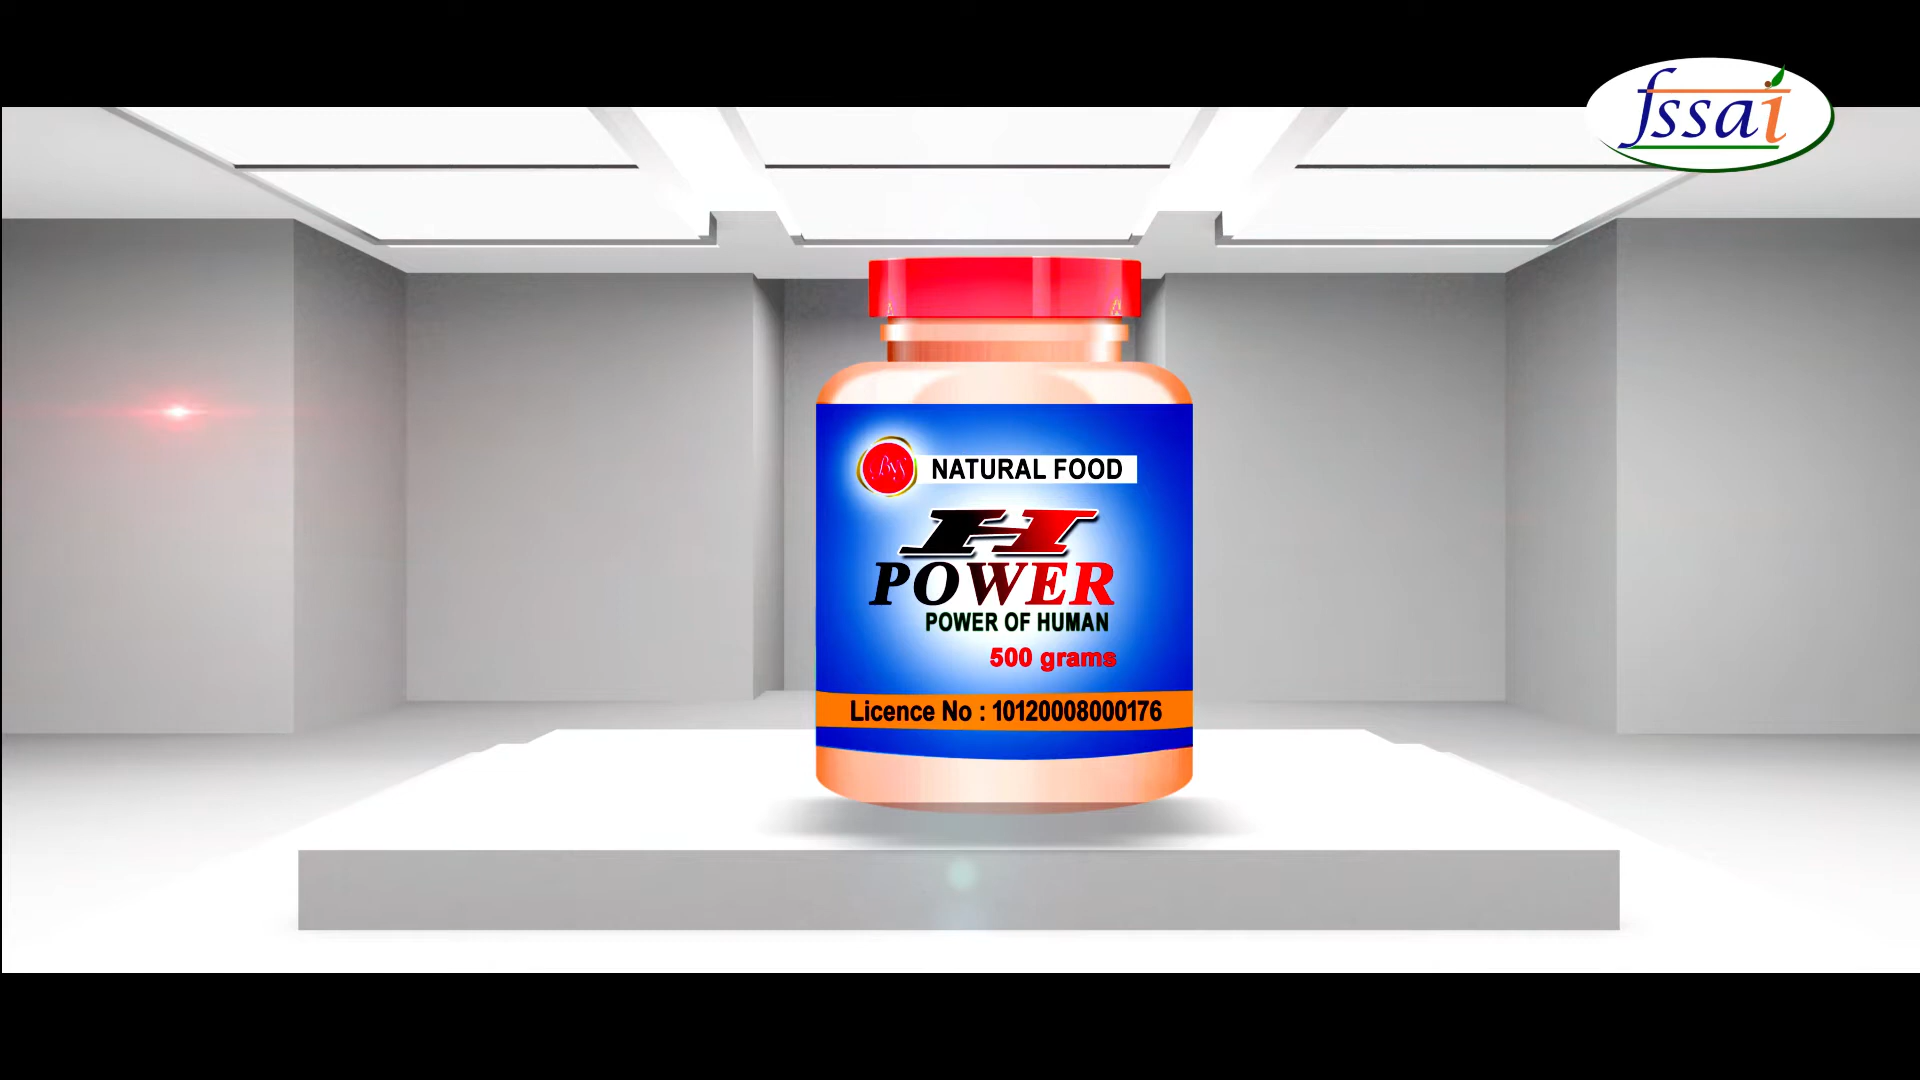 fssai
NATURAL FOOD
H
POWER
POWER OF HUMAN
500 grams
Licence No : 10120008000176